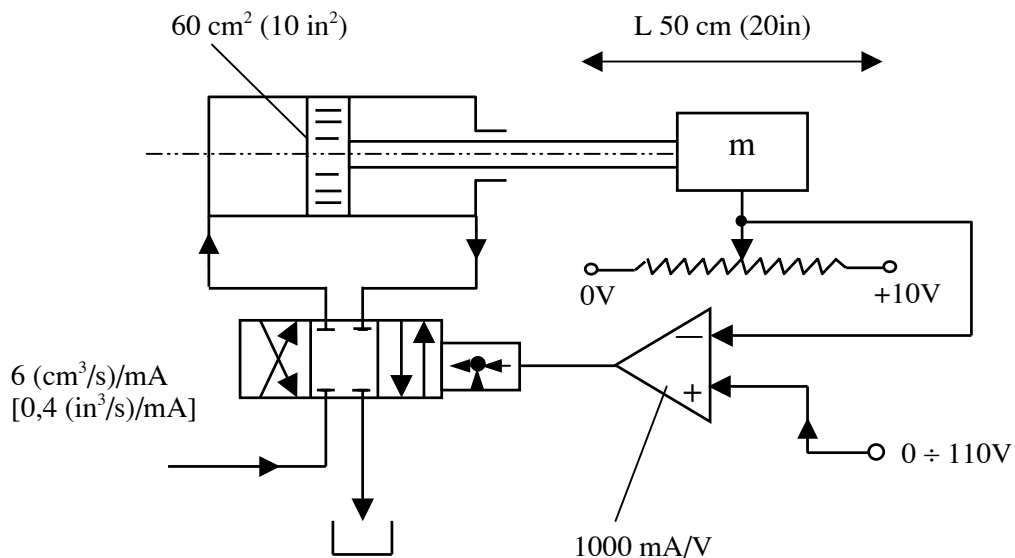 60 cm² (10 in²)
L 50 cm (20in)
m
0V
+10V
6 (cm³/s)/mA
[0,4 (in³/s)/mA]
—
+
0 ÷ 110V
1000 mA/V